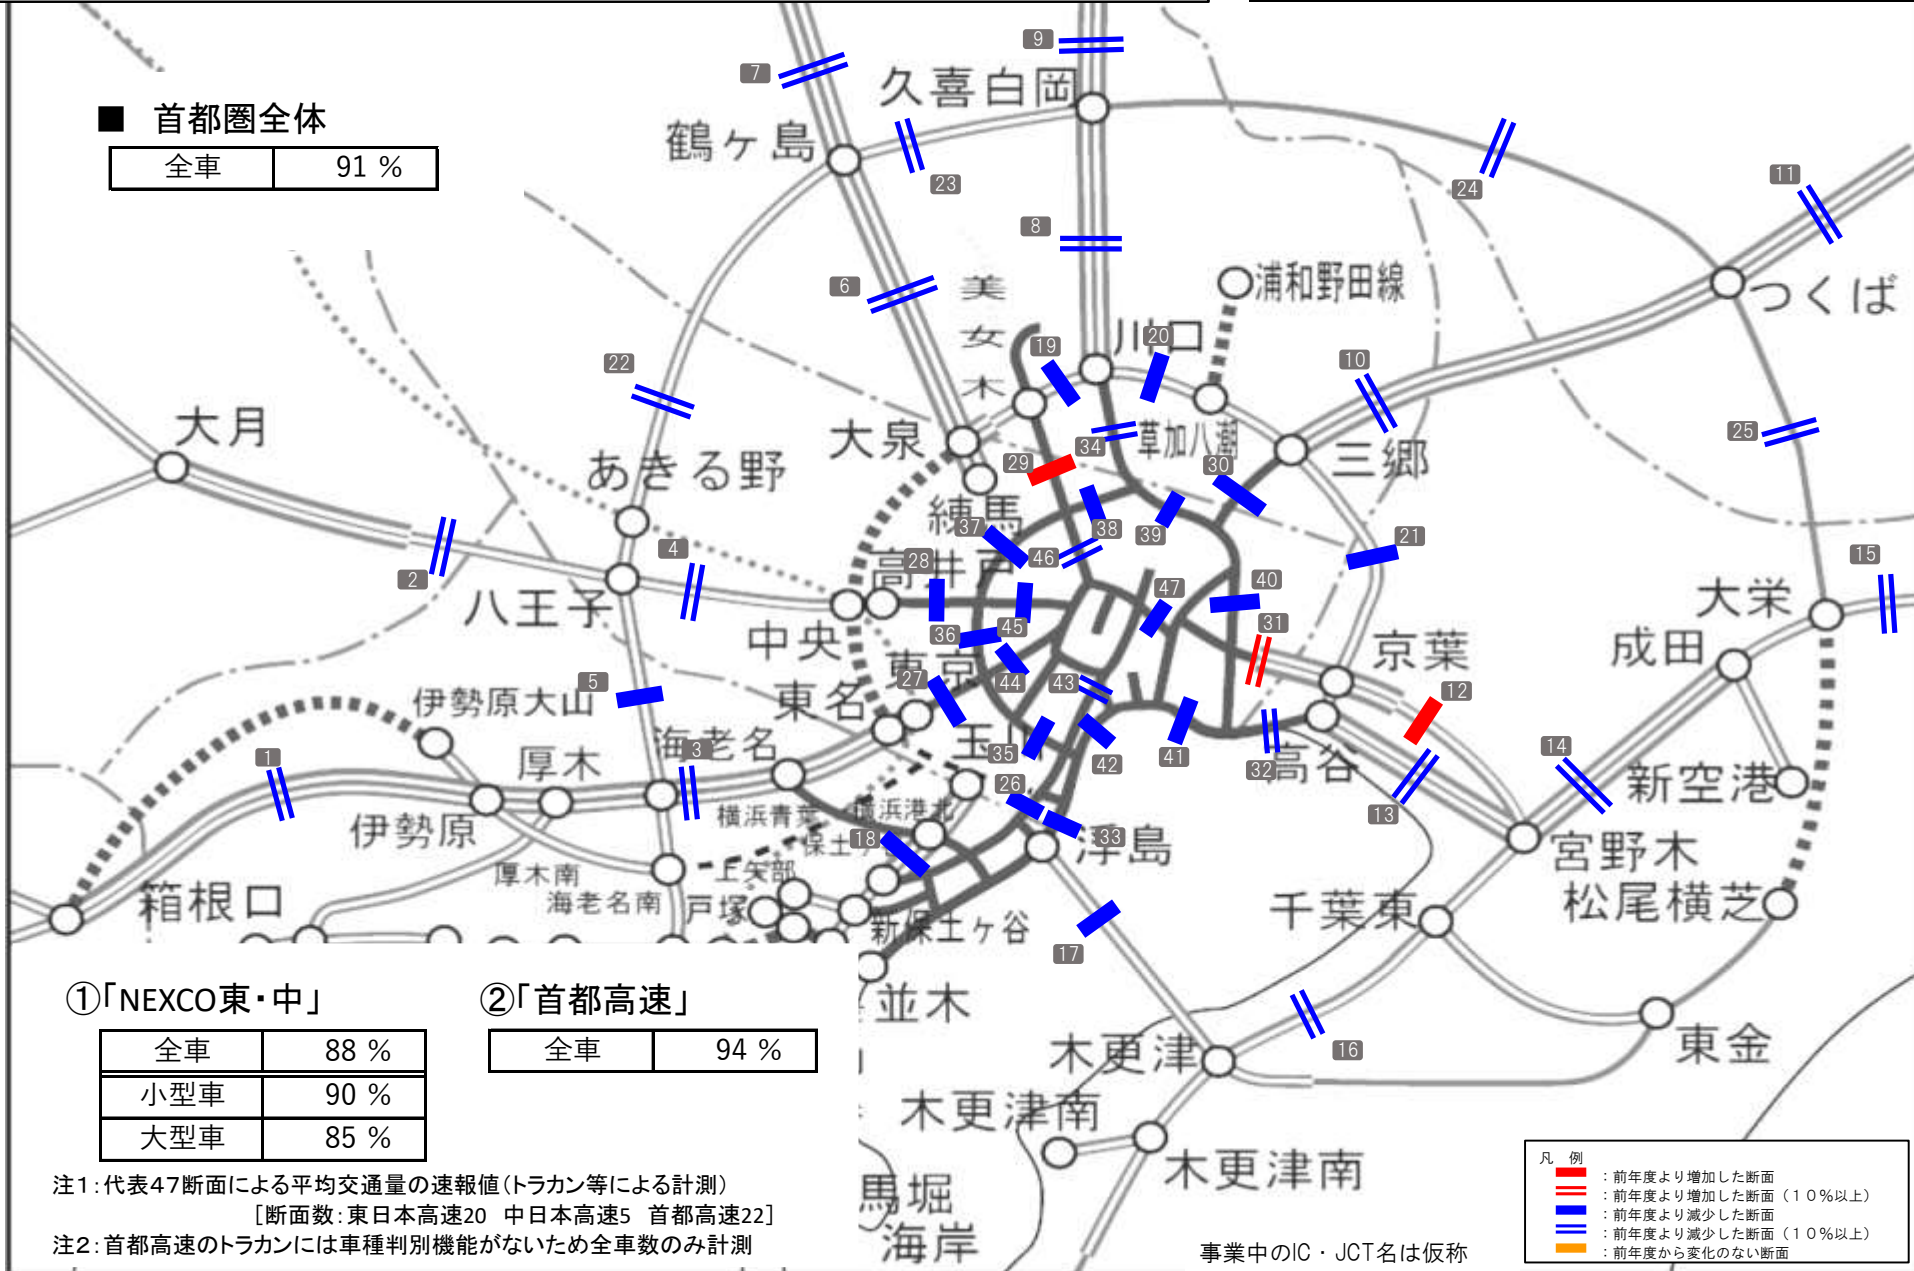 ■ 首都圏全体
全車 91 %
9
7
久喜白岡
鶴ヶ島
23
24
11
8
6
美女木
浦和野田線
つくば
川口
19
20
22
10
大月
大泉
34
草加八潮
25
あきる野
29
30
三郷
練馬
37
38
39
21
28
高井戸
46
4
2
15
八王子
47
40
大栄
36
45
31
中央
京葉
成田
東京
44
43
27
5
12
伊勢原大山
東名
玉川
1
厚木
海老名
3
35
42
41
32
高谷
14
新空港
横浜青葉
横浜港北
26
13
伊勢原
18
33
浮島
宮野木
厚木南
上矢部
箱根口
海老名南
戸塚
新保土ヶ谷
千葉東
松尾横芝
17
並木
①「NEXCO東・中」
全車 88 %
小型車 90 %
大型車 85 %
②「首都高速」
全車 94 %
16
木更津
東金
木更津南
木更津南
馬堀
海岸
注1:代表47断面による平均交通量の速報値(トラカン等による計測)
[断面数:東日本高速20 中日本高速5 首都高速22]
注2:首都高速のトラカンには車種判別機能がないため全車数のみ計測
事業中のIC・JCT名は仮称
凡 例
:前年度より増加した断面
:前年度より増加した断面(10%以上)
:前年度より減少した断面
:前年度より減少した断面(10%以上)
:前年度から変化のない断面